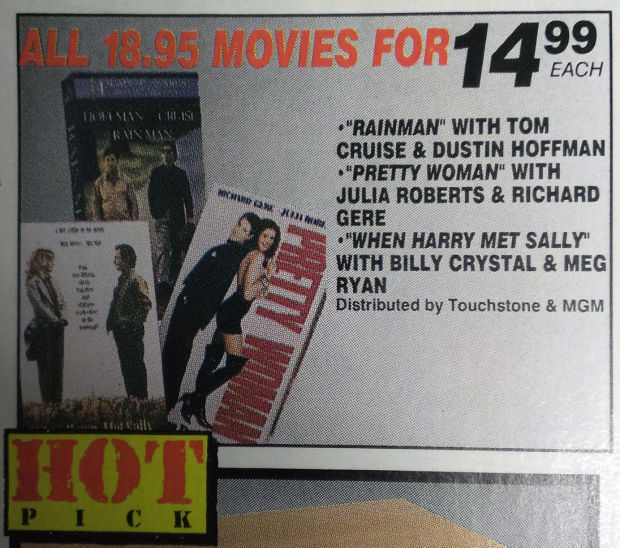 ALL 18.95 MOVIES FOR 14 99
EACH
•"RAINMAN" WITH TOM
CRUISE & DUSTIN HOFFMAN
•"PRETTY WOMAN" WITH
JULIA ROBERTS & RICHARD
GERE
•"WHEN HARRY MET SALLY"
WITH BILLY CRYSTAL & MEG
RYAN
Distributed by Touchstone & MGM
HOFFMAN CRUISE
RAIN MAN
RICHARD GERE JULIA
PRETTY WOMAN
Met Sally
HOT
PICK